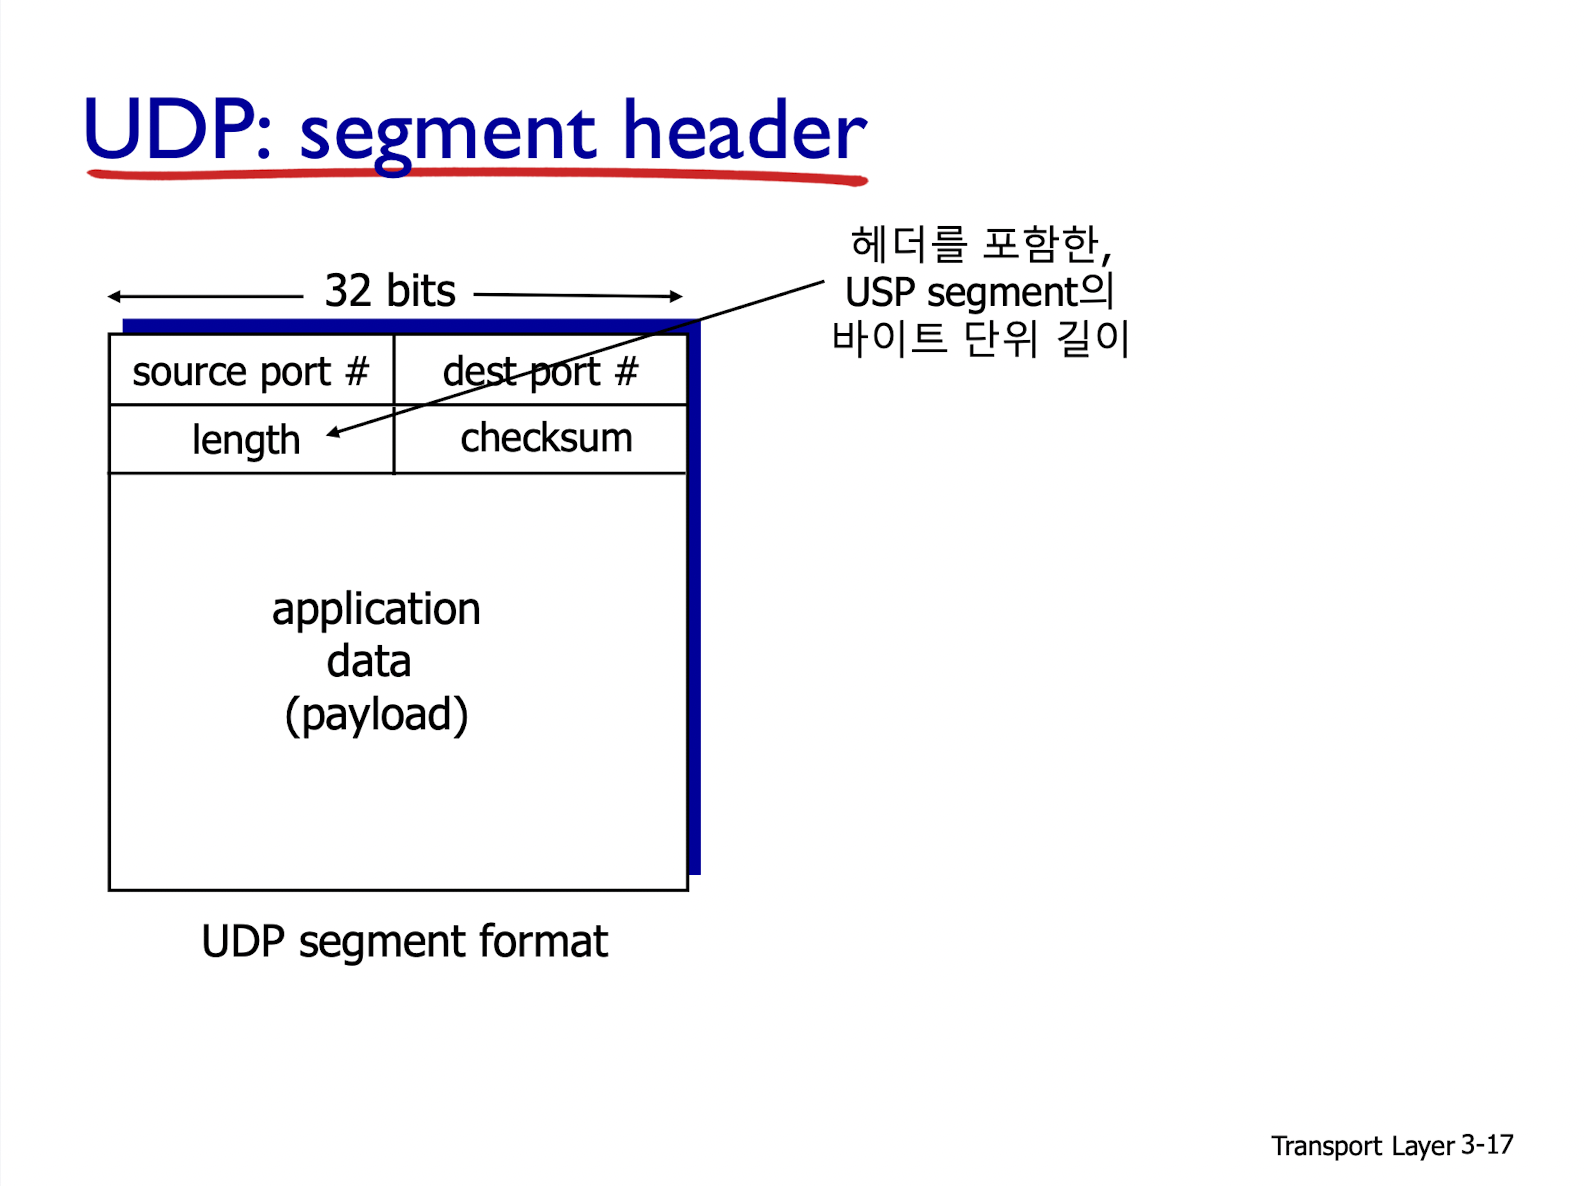 UDP: segment header
헤더를 포함한,
USP segment의
바이트 단위 길이
32 bits
source port # dest port #
length checksum
application
data
(payload)
UDP segment format
Transport Layer 3-17